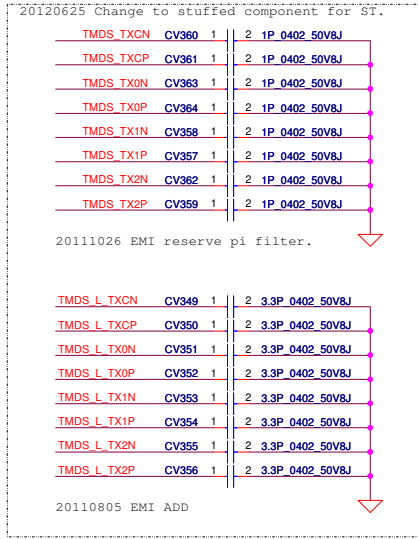 20120625 Change to stuffed component for ST.
TMDS_TXCN CV360 1 2 1P_0402_50V8J
TMDS_TXCP CV361 1 2 1P_0402_50V8J
TMDS_TX0N CV363 1 2 1P_0402_50V8J
TMDS_TX0P CV364 1 2 1P_0402_50V8J
TMDS_TX1N CV358 1 2 1P_0402_50V8J
TMDS_TX1P CV357 1 2 1P_0402_50V8J
TMDS_TX2N CV362 1 2 1P_0402_50V8J
TMDS_TX2P CV359 1 2 1P_0402_50V8J
20111026 EMI reserve pi filter.
TMDS_L_TXCN CV349 1 2 3.3P_0402_50V8J
TMDS_L_TXCP CV350 1 2 3.3P_0402_50V8J
TMDS_L_TX0N CV351 1 2 3.3P_0402_50V8J
TMDS_L_TX0P CV352 1 2 3.3P_0402_50V8J
TMDS_L_TX1N CV353 1 2 3.3P_0402_50V8J
TMDS_L_TX1P CV354 1 2 3.3P_0402_50V8J
TMDS_L_TX2N CV355 1 2 3.3P_0402_50V8J
TMDS_L_TX2P CV356 1 2 3.3P_0402_50V8J
20110805 EMI ADD